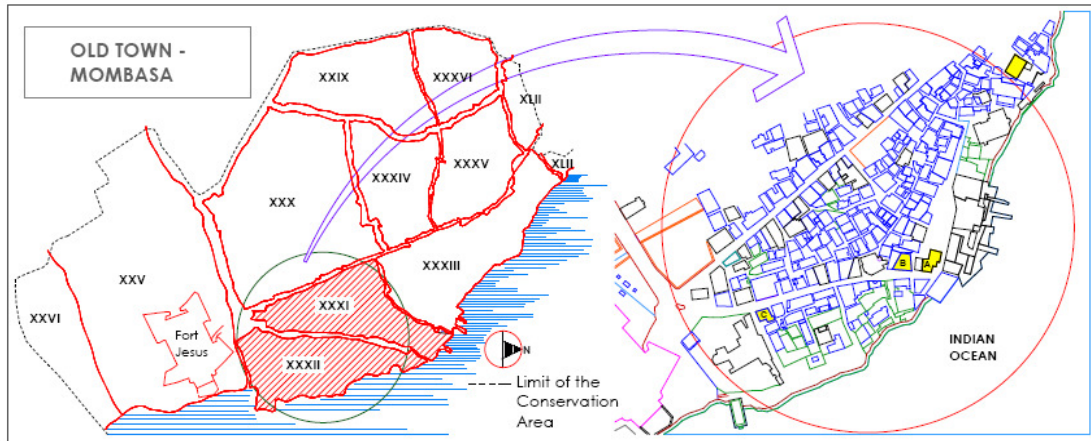 OLD TOWN -
MOMBASA
XXIX
XXXVI
XLII
XXXIV
XXXV
XLII
XXX
XXXIII
XXV
XXVI
Fort
Jesus
XXXI
XXXII
N
Limit of the
Conservation
Area
B
A
C
INDIAN
OCEAN